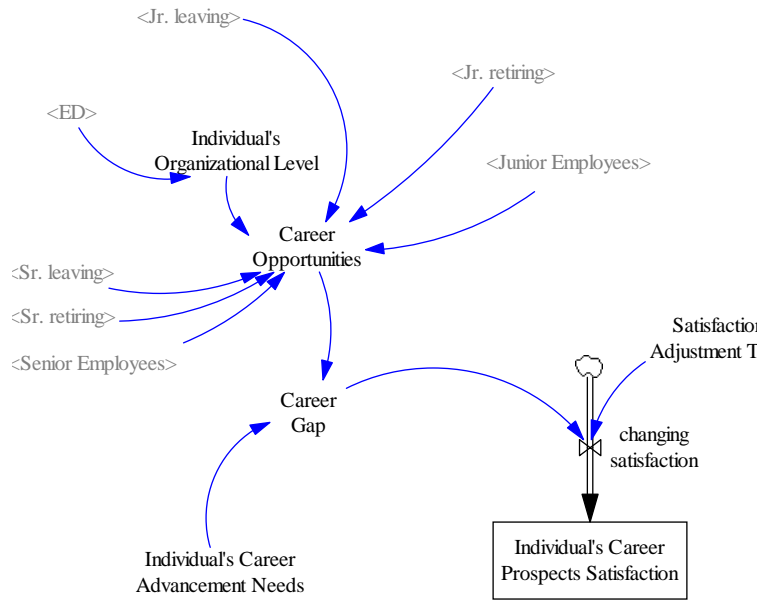 <Jr. leaving>
<Jr. retiring>
<ED>
Individual's
Organizational Level
<Junior Employees>
Career
Opportunities
<Sr. leaving>
<Sr. retiring>
<Senior Employees>
Satisfaction
Adjustment T
Career
Gap
changing
satisfaction
Individual's Career
Advancement Needs
Individual's Career
Prospects Satisfaction